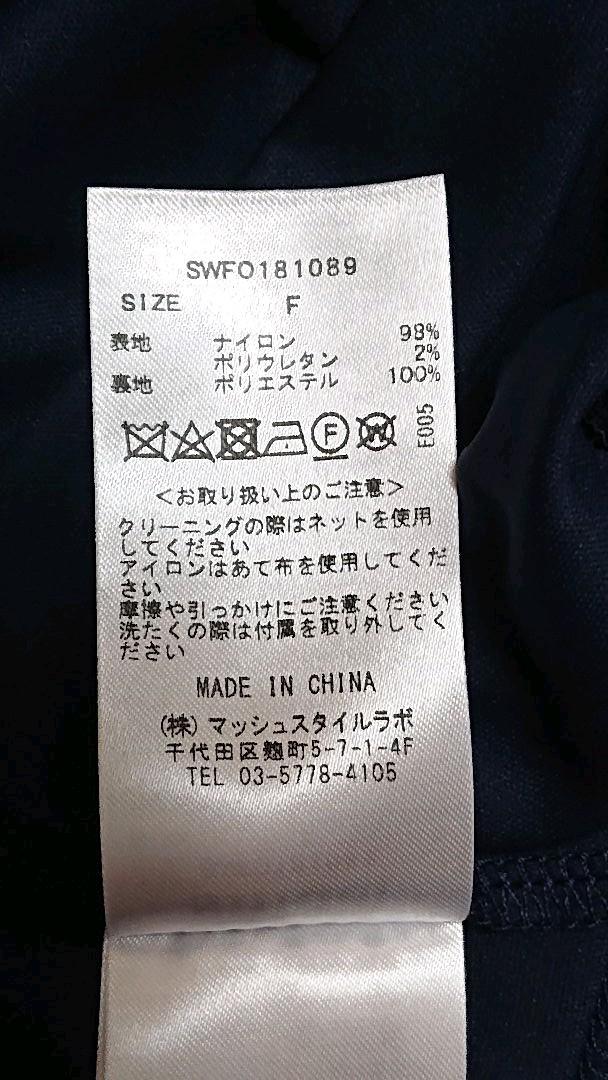 SWFO181089
SIZE F
表地 ナイロン 98%
ポリウレタン 2%
裏地 ポリエステル 100%
F W E005
<お取り扱い上のご注意>
クリーニングの際はネットを使用
してください
アイロンはあて布を使用してくだ
さい
摩擦や引っかけにご注意ください
洗たくの際は付属を取り外してく
ださい
MADE IN CHINA
(株)マッシュスタイルラボ
千代田区麹町5-7-1-4F
TEL 03-5778-4105